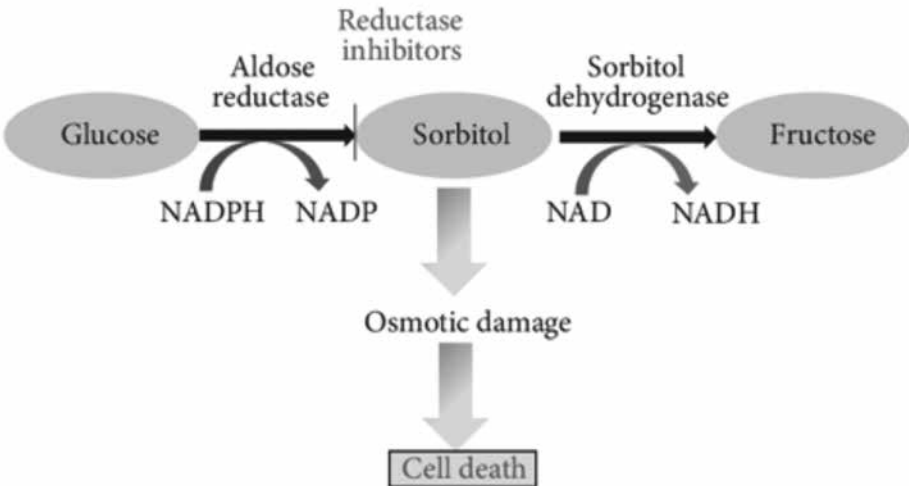 Reductase
inhibitors
Aldose
reductase
Sorbitol
dehydrogenase
Glucose
Sorbitol
Fructose
NADPH
NADP
NAD
NADH
Osmotic damage
Cell death